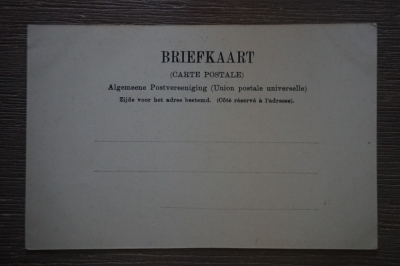 BRIEFKAART
(CARTE POSTALE)
Algemeene Postvereeniging (Union postale universelle)
Zijde voor het adres bestemd. (Côté réservé à l'adresse).